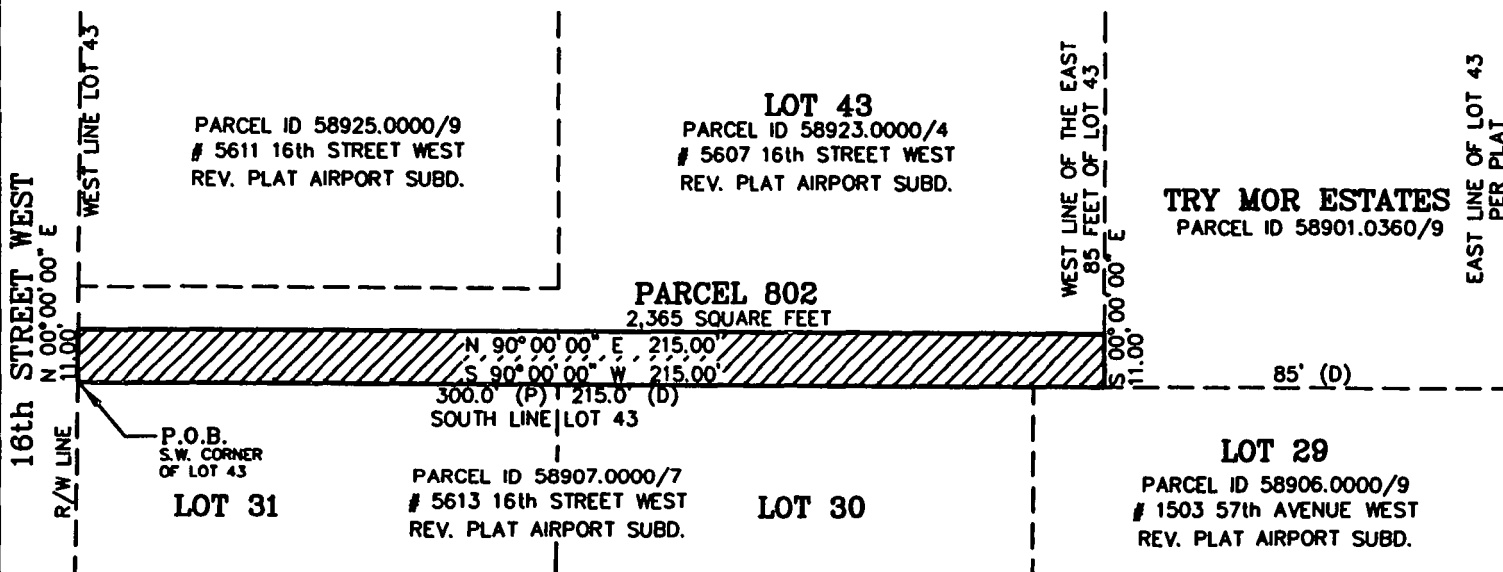 16th STREET WEST
N 00°00'00" E
11.00'
WEST LINE LOT 43
R/W LINE
PARCEL ID 58925.0000/9
# 5611 16th STREET WEST
REV. PLAT AIRPORT SUBD.
LOT 43
PARCEL ID 58923.0000/4
# 5607 16th STREET WEST
REV. PLAT AIRPORT SUBD.
WEST LINE OF THE EAST
85 FEET OF LOT 43
S 00°00'00" E
11.00'
TRY MOR ESTATES
PARCEL ID 58901.0360/9
EAST LINE OF LOT 43
PER PLAT
PARCEL 802
2,365 SQUARE FEET
N 90°00'00" E 215.00'
S 90°00'00" W 215.00'
300.0' (P) 215.0' (D)
SOUTH LINE LOT 43
85' (D)
P.O.B.
S.W. CORNER
OF LOT 43
LOT 31
PARCEL ID 58907.0000/7
# 5613 16th STREET WEST
REV. PLAT AIRPORT SUBD.
LOT 30
LOT 29
PARCEL ID 58906.0000/9
# 1503 57th AVENUE WEST
REV. PLAT AIRPORT SUBD.